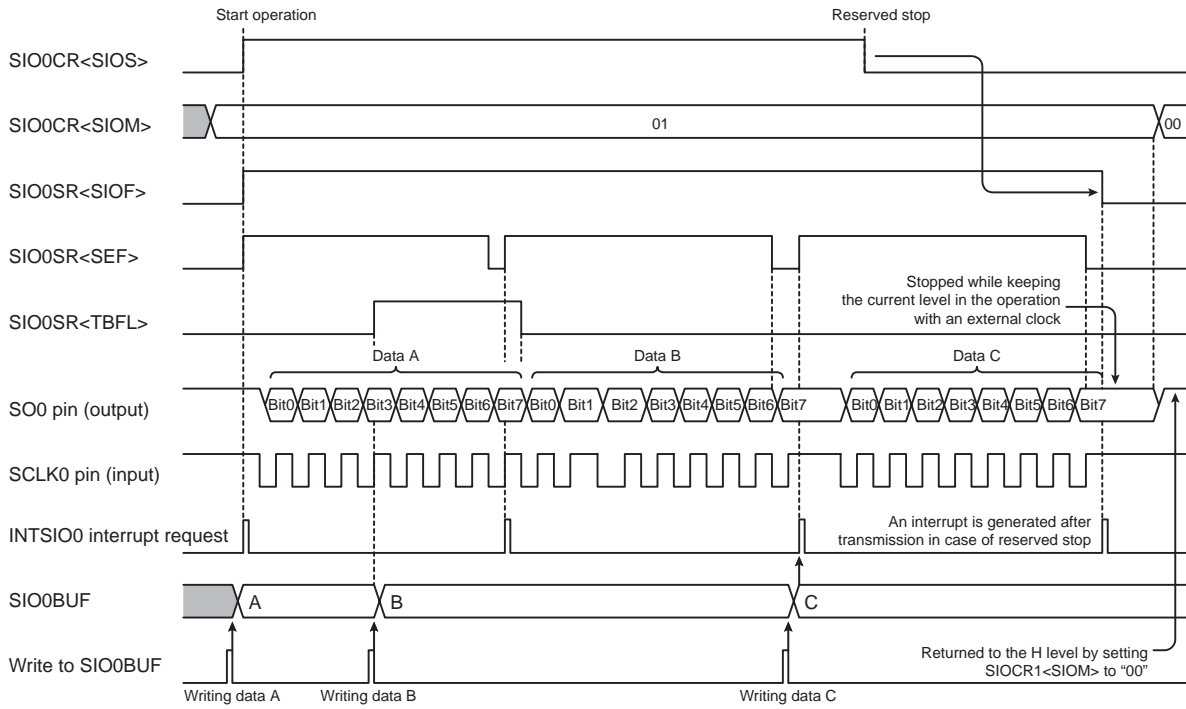 Start operation
Reserved stop
SIO0CR<SIOS>
SIO0CR<SIOM>
01
00
SIO0SR<SIOF>
SIO0SR<SEF>
Stopped while keeping
the current level in the operation
with an external clock
SIO0SR<TBFL>
Data A
Data B
Data C
SO0 pin (output)
Bit0 Bit1 Bit2 Bit3 Bit4 Bit5 Bit6 Bit7 Bit0 Bit1 Bit2 Bit3 Bit4 Bit5 Bit6 Bit7 Bit0 Bit1 Bit2 Bit3 Bit4 Bit5 Bit6 Bit7
SCLK0 pin (input)
INTSIO0 interrupt request
An interrupt is generated after
transmission in case of reserved stop
SIO0BUF
A
B
C
Write to SIO0BUF
Returned to the H level by setting
SIOCR1<SIOM> to “00”
Writing data A
Writing data B
Writing data C